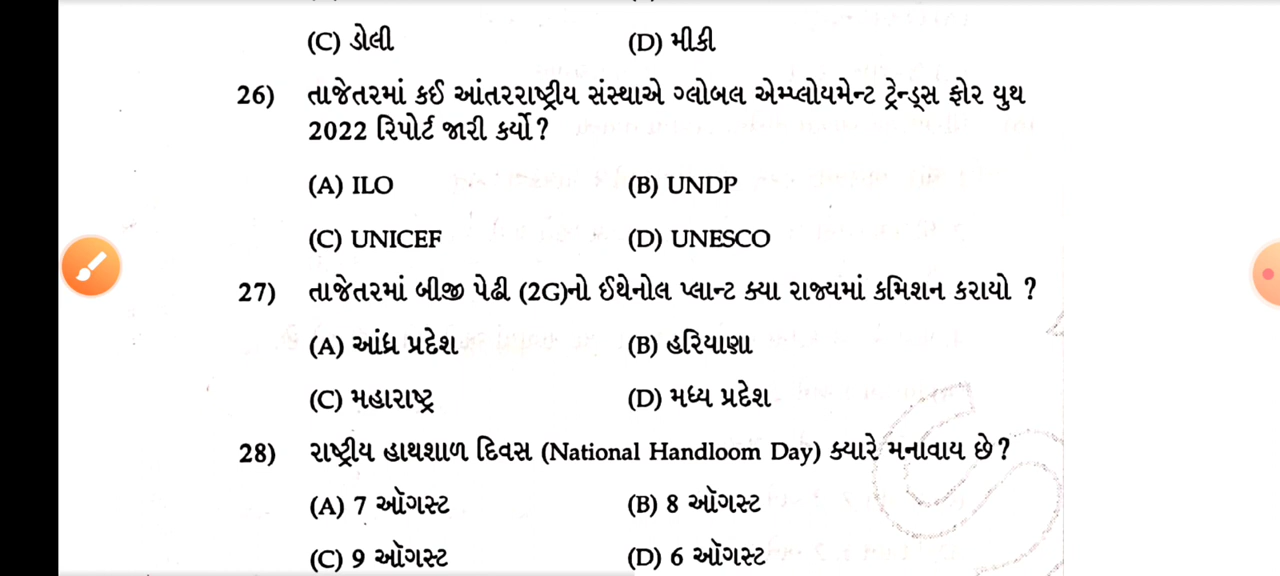 (C) ડોલી (D) મીકી
26) તાજેતરમાં કઈ આંતરરાષ્ટ્રીય સંસ્થાએ ગ્લોબલ એમ્પ્લોયમેન્ટ ટ્રેન્ડ્સ ફોર યુથ
2022 રિપોર્ટ જારી કર્યો ?
(A) ILO (B) UNDP
(C) UNICEF (D) UNESCO
27) તાજેતરમાં બીજી પેઢી (2G)નો ઈથેનોલ પ્લાન્ટ ક્યા રાજ્યમાં કમિશન કરાયો ?
(A) આંધ્ર પ્રદેશ (B) હરિયાણા
(C) મહારાષ્ટ્ર (D) મધ્ય પ્રદેશ
28) રાષ્ટ્રીય હાથશાળ દિવસ (National Handloom Day) ક્યારે મનાવાય છે ?
(A) 7 ઑગસ્ટ (B) 8 ઑગસ્ટ
(C) 9 ઑગસ્ટ (D) 6 ઑગસ્ટ